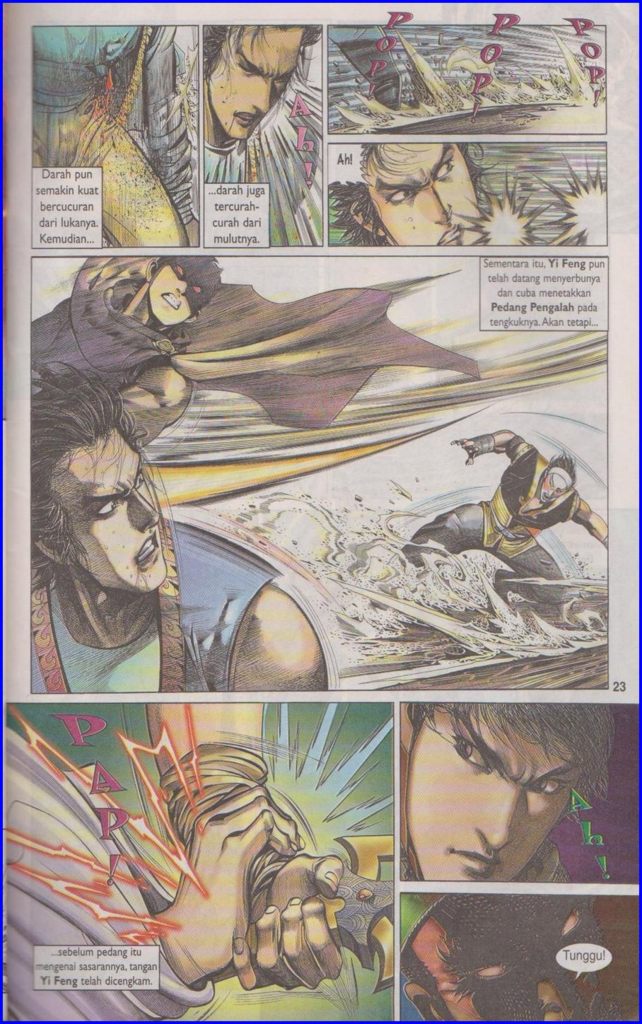 Darah pun
semakin kuat
bercucuran
dari lukanya.
Kemudian...
...darah juga
tercurah-
curah dari
mulutnya.
Ah!
POP!
POP!
POP!
Ah!
Sementara itu, Yi Feng pun
telah datang menyerbunya
dan cuba menetakkan
Pedang Pengalah pada
tengkuknya. Akan tetapi...
23
PAP!
...sebelum pedang itu
mengenai sasarannya, tangan
Yi Feng telah dicengkam.
Ah!
Tunggu!